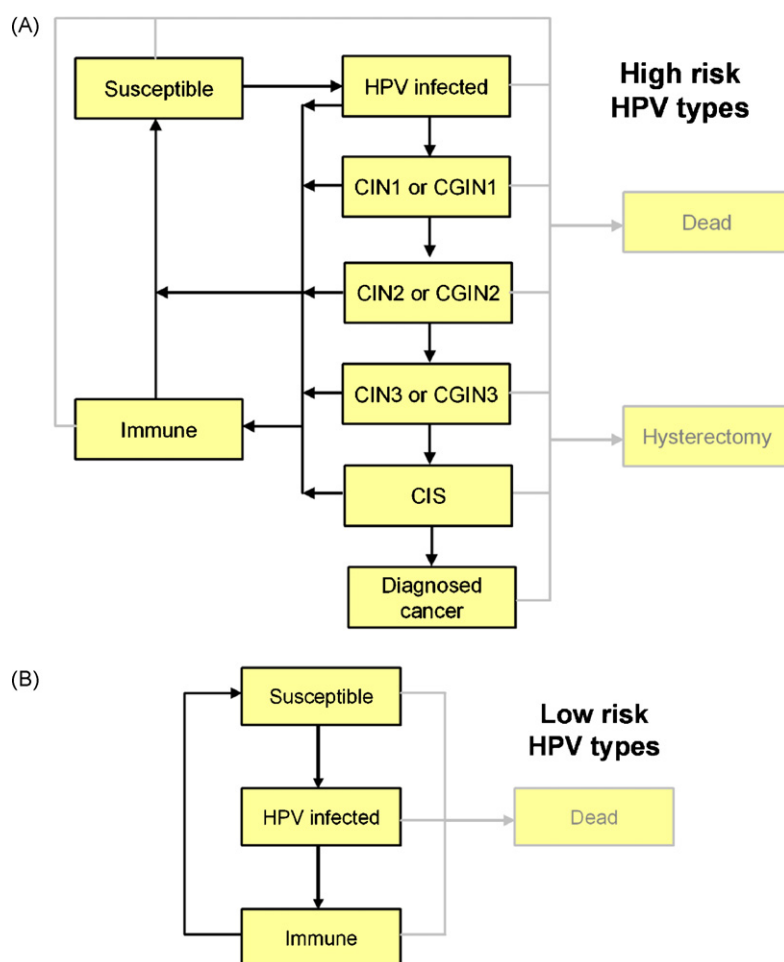 (A)
Susceptible
HPV infected
High risk
HPV types
CIN1 or CGIN1
Dead
CIN2 or CGIN2
CIN3 or CGIN3
Immune
Hysterectomy
CIS
Diagnosed
cancer
(B)
Susceptible
Low risk
HPV types
HPV infected
Dead
Immune